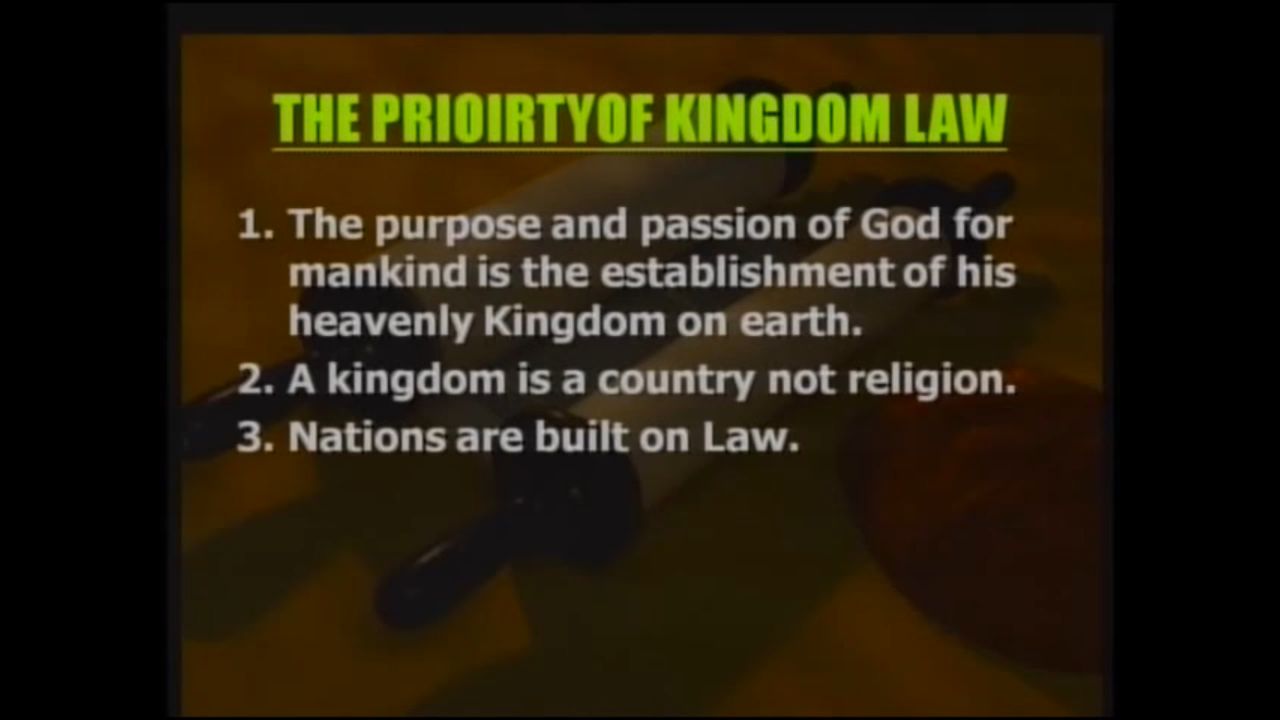 THE PRIOIRTYOF KINGDOM LAW
1. The purpose and passion of God for
mankind is the establishment of his
heavenly Kingdom on earth.
2. A kingdom is a country not religion.
3. Nations are built on Law.